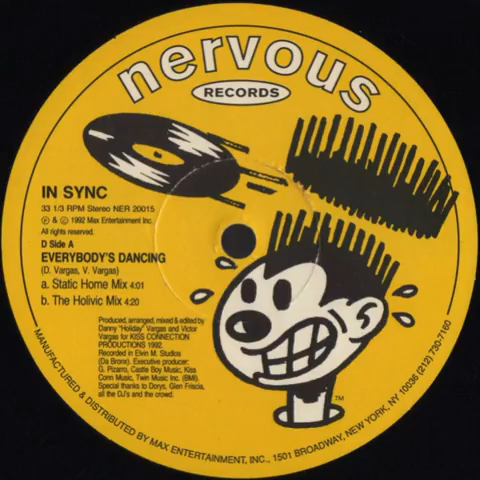 nervous
RECORDS
IN SYNC
33 1/3 RPM Stereo NER 20015
℗ & © 1992 Max Entertainment Inc.
All rights reserved.
D Side A
EVERYBODY'S DANCING
(D. Vargas, V. Vargas)
a. Static Home Mix 4:01
b. The Holivic Mix 4:20
Produced, arranged, mixed & edited by
Danny "Holiday" Vargas and Victor
Vargas for KISS CONNECTION
PRODUCTIONS 1992.
Recorded in Elvin M. Studios
(Da Bronx). Executive producer:
G. Pizarro, Castle Boy Music, Kiss
Conn Music, Twin Music Inc. (BMI).
Special thanks to Dorys, Glen Friscia,
all the DJ's and the crowd.
TM
MANUFACTURED & DISTRIBUTED BY MAX ENTERTAINMENT, INC., 1501 BROADWAY, NEW YORK, NY 10036 (212) 730-7160